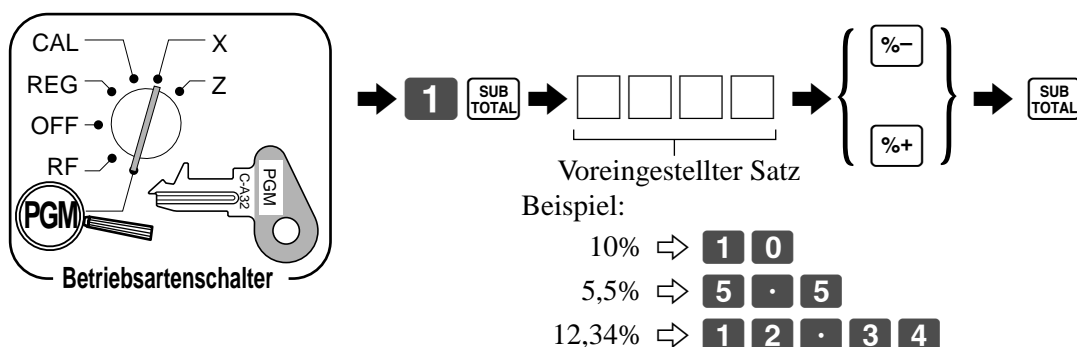 CAL
X
REG
Z
OFF
RF
PGM
PGM
C-A32
Betriebsartenschalter
1 SUB TOTAL
%–
%+
SUB TOTAL
Voreingestellter Satz
Beispiel:
10% ⇨ 1 0
5,5% ⇨ 5 · 5
12,34% ⇨ 1 2 · 3 4